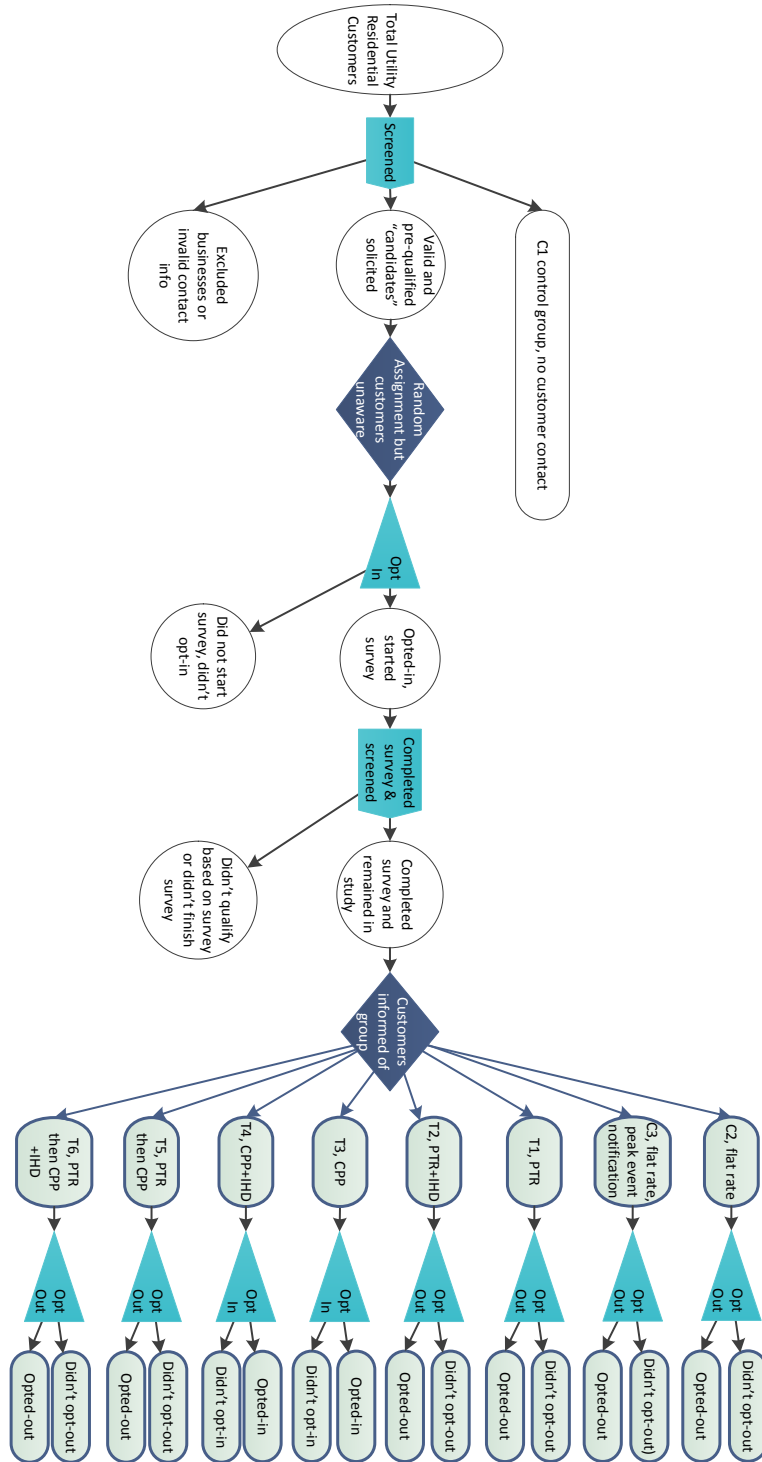 Total Utility
Residential
Customers
Screened
C1 control group, no customer contact
Valid and
pre-qualified
“candidates”
solicited
Excluded
businesses or
invalid contact
info
Random
Assignment but
customers
unaware
Opt
In
Opted-in,
started
survey
Did not start
survey, didn’t
opt-in
Completed
survey &
screened
Completed
survey and
remained in
study
Didn’t qualify
based on survey
or didn’t finish
survey
Customers
informed of
group
C2, flat rate
Opt
Out
Didn’t opt-out
Opted-out
C3, flat rate,
peak event
notification
Opt
Out
Didn’t opt-out)
Opted-out
T1, PTR
Opt
Out
Didn’t opt-out
Opted-out
T2, PTR+IHD
Opt
Out
Didn’t opt-out
Opted-out
T3, CPP
Opt
In
Opted-in
Didn’t opt-in
T4, CPP+IHD
Opt
In
Opted-in
Didn’t opt-in
T5, PTR
then CPP
Opt
Out
Didn’t opt-out
Opted-out
T6, PTR
then CPP
+IHD
Opt
Out
Didn’t opt-out
Opted-out